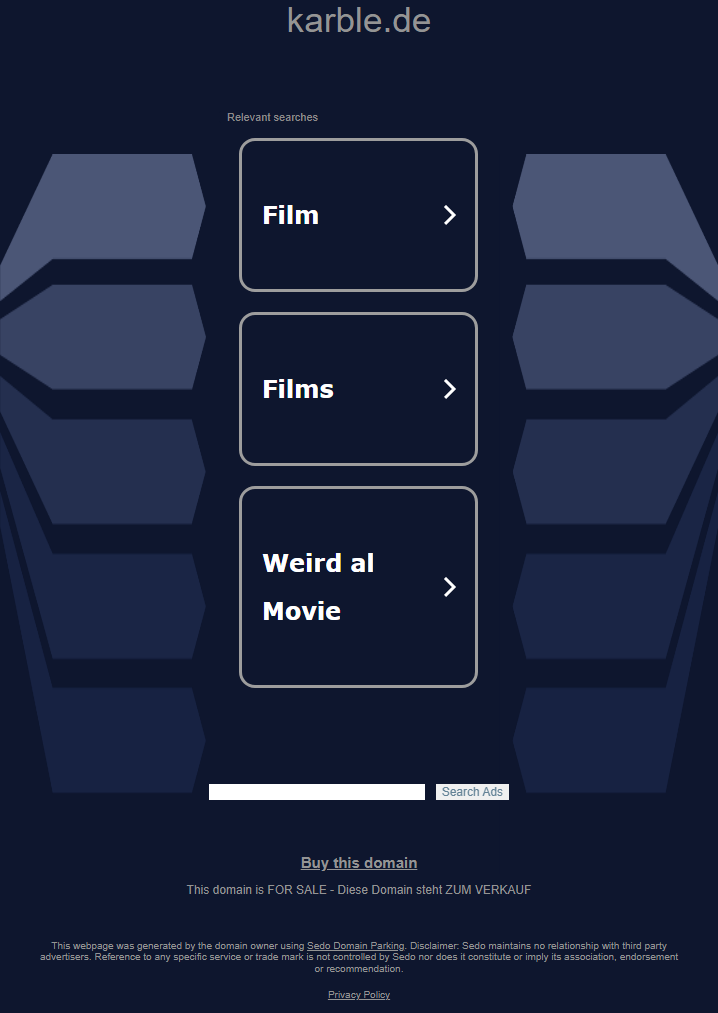 karble.de
Relevant searches
Film
Films
Weird al
Movie
Search Ads
Buy this domain
This domain is FOR SALE - Diese Domain steht ZUM VERKAUF
This webpage was generated by the domain owner using Sedo Domain Parking. Disclaimer: Sedo maintains no relationship with third party
advertisers. Reference to any specific service or trade mark is not controlled by Sedo nor does it constitute or imply its association, endorsement
or recommendation.
Privacy Policy